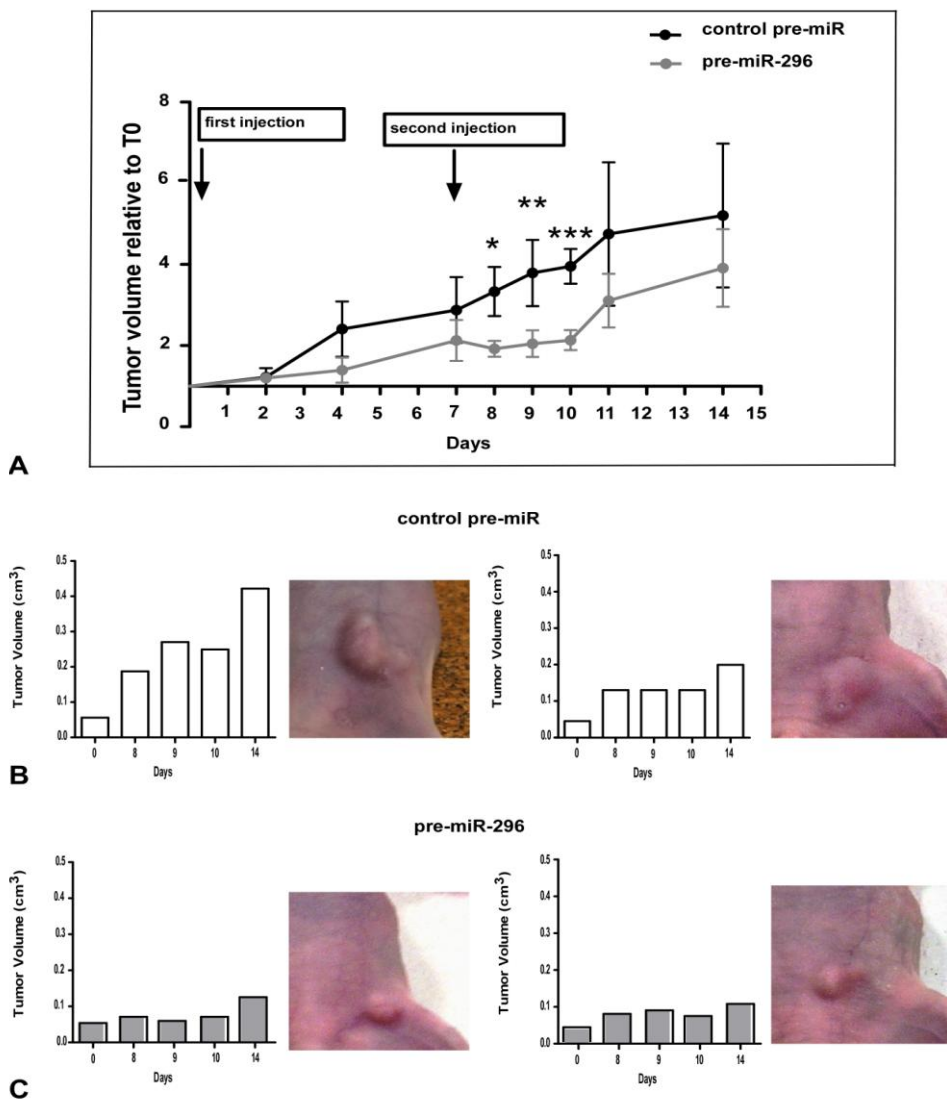 control pre-miR
pre-miR-296
Tumor volume relative to T0
8
6
4
2
0
first injection
second injection
*
**
***
1 2 3 4 5 6 7 8 9 10 11 12 13 14 15
Days
A
control pre-miR
Tumor Volume (cm³)
0.5
0.4
0.3
0.2
0.1
0.0
0 8 9 10 14
Days
Tumor Volume (cm³)
0.5
0.4
0.3
0.2
0.1
0.0
0 8 9 10 14
Days
B
pre-miR-296
Tumor Volume (cm³)
0.5
0.4
0.3
0.2
0.1
0.0
0 8 9 10 14
Days
Tumor Volume (cm³)
0.5
0.4
0.3
0.2
0.1
0.0
0 8 9 10 14
Days
C